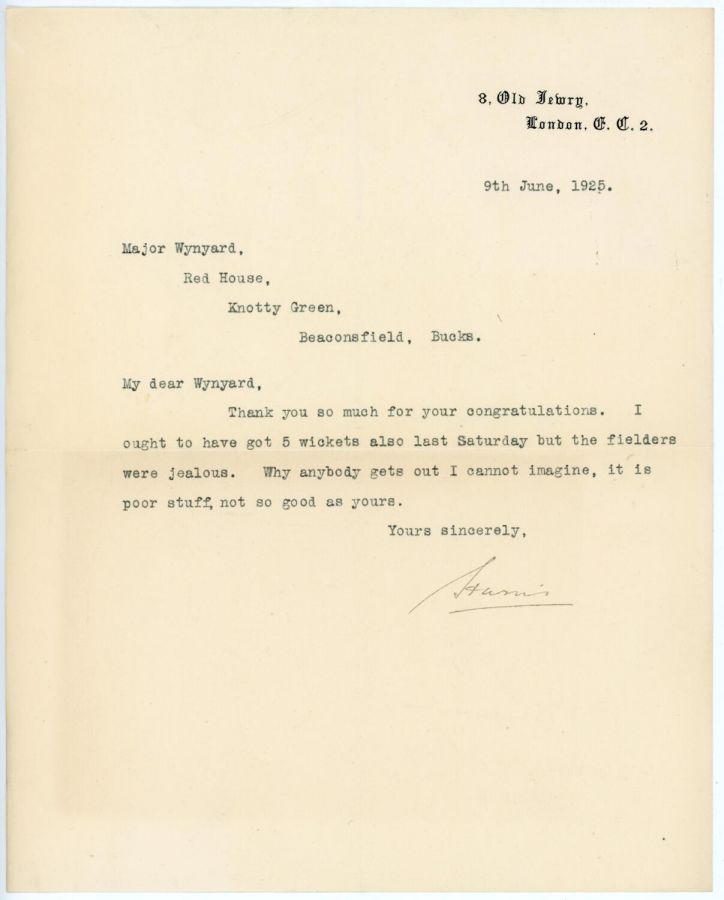 8, Old Jewry,
London, E. C. 2.
9th June, 1925.
Major Wynyard,
Red House,
Knotty Green,
Beaconsfield, Bucks.
My dear Wynyard,
Thank you so much for your congratulations. I
ought to have got 5 wickets also last Saturday but the fielders
were jealous. Why anybody gets out I cannot imagine, it is
poor stuff, not so good as yours.
Yours sincerely,
Harris